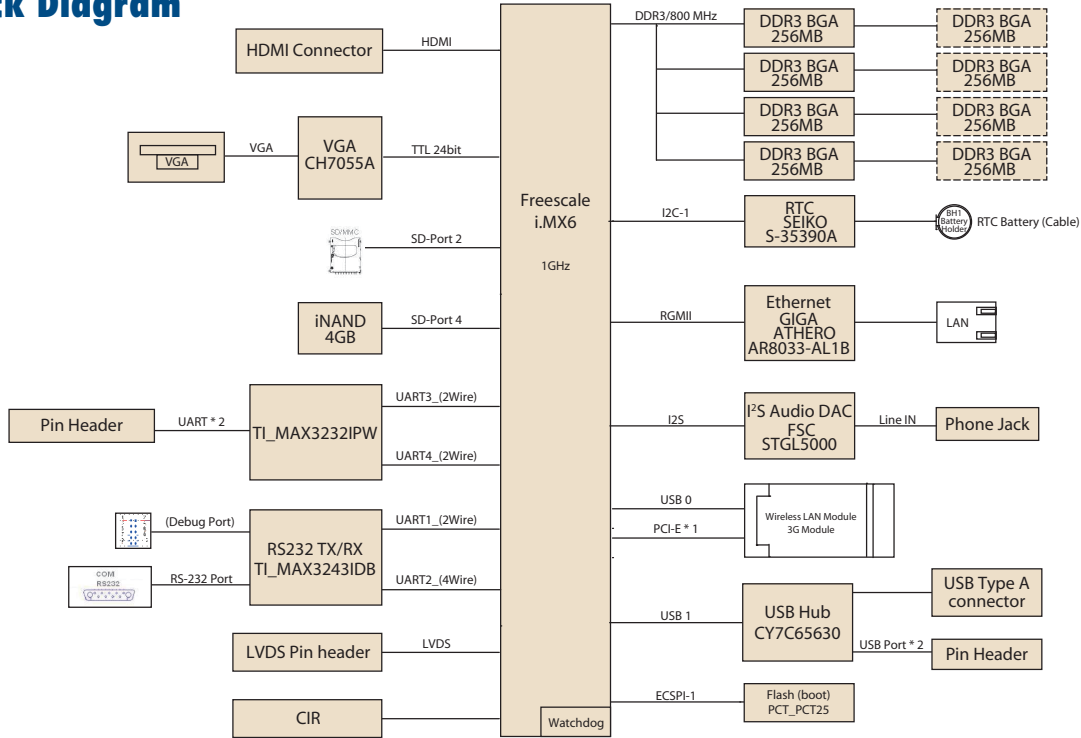 ck Diagram
HDMI Connector
HDMI
VGA
VGA
VGA
CH7055A
TTL 24bit
SD/MMC
SD-Port 2
iNAND
4GB
SD-Port 4
Pin Header
UART * 2
TI_MAX3232IPW
UART3_(2Wire)
UART4_(2Wire)
(Debug Port)
COM
RS232
RS-232 Port
RS232 TX/RX
TI_MAX3243IDB
UART1_(2Wire)
UART2_(4Wire)
LVDS Pin header
LVDS
CIR
Freescale
i.MX6
1GHz
Watchdog
DDR3/800 MHz
DDR3 BGA
256MB
DDR3 BGA
256MB
DDR3 BGA
256MB
DDR3 BGA
256MB
DDR3 BGA
256MB
DDR3 BGA
256MB
DDR3 BGA
256MB
DDR3 BGA
256MB
I2C-1
RTC
SEIKO
S-35390A
BH1
Battery
Holder
RTC Battery (Cable)
RGMII
Ethernet
GIGA
ATHERO
AR8033-AL1B
LAN
I2S
I²S Audio DAC
FSC
STGL5000
Line IN
Phone Jack
USB 0
PCI-E * 1
Wireless LAN Module
3G Module
USB 1
USB Hub
CY7C65630
USB Type A
connector
USB Port * 2
Pin Header
ECSPI-1
Flash (boot)
PCT_PCT25